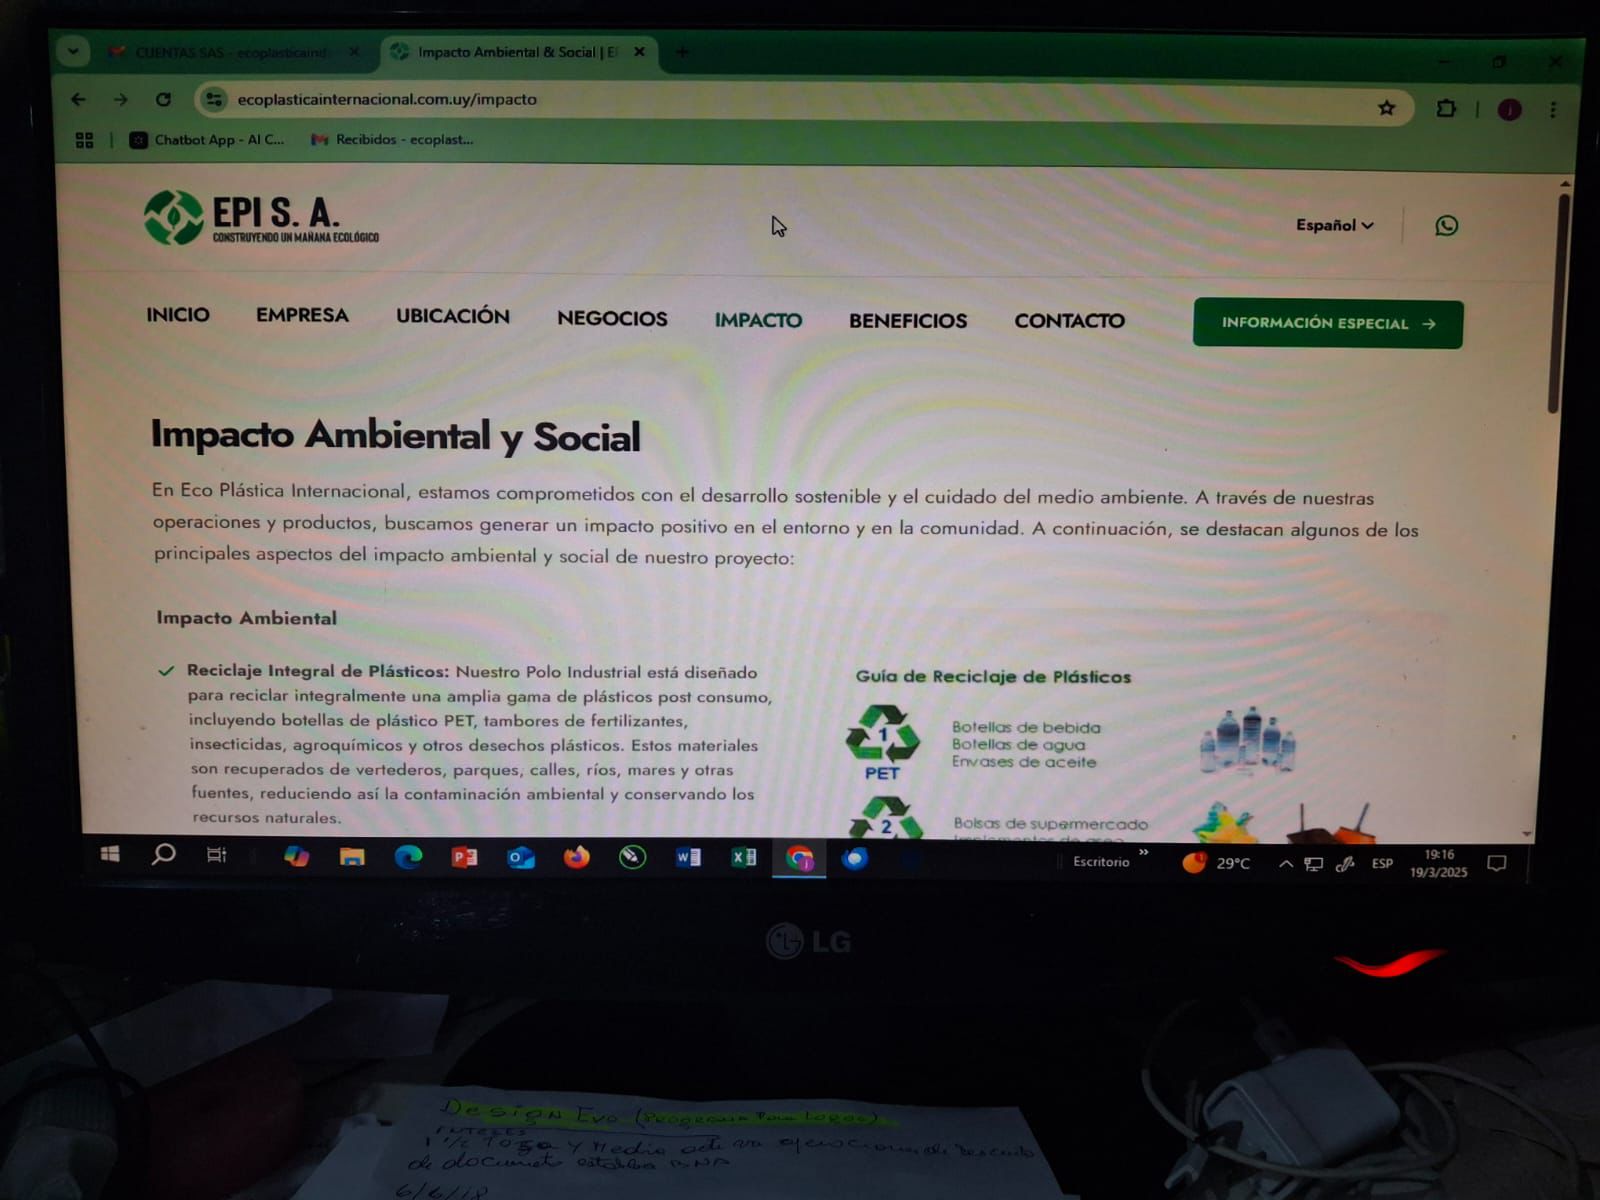 CUENTAS SAS - ecoplasticaind
Impacto Ambiental & Social | E
ecoplasticainternacional.com.uy/impacto
Chatbot App - AI C...
Recibidos - ecoplast...
EPI S. A.
CONSTRUYENDO UN MAÑANA ECOLÓGICO
Español
INICIO
EMPRESA
UBICACIÓN
NEGOCIOS
IMPACTO
BENEFICIOS
CONTACTO
INFORMACIÓN ESPECIAL →
Impacto Ambiental y Social
En Eco Plástica Internacional, estamos comprometidos con el desarrollo sostenible y el cuidado del medio ambiente. A través de nuestras
operaciones y productos, buscamos generar un impacto positivo en el entorno y en la comunidad. A continuación, se destacan algunos de los
principales aspectos del impacto ambiental y social de nuestro proyecto:
Impacto Ambiental
Reciclaje Integral de Plásticos: Nuestro Polo Industrial está diseñado
para reciclar integralmente una amplia gama de plásticos post consumo,
incluyendo botellas de plástico PET, tambores de fertilizantes,
insecticidas, agroquímicos y otros desechos plásticos. Estos materiales
son recuperados de vertederos, parques, calles, ríos, mares y otras
fuentes, reduciendo así la contaminación ambiental y conservando los
recursos naturales.
Guía de Reciclaje de Plásticos
1
PET
Botellas de bebida
Botellas de agua
Envases de aceite
2
Bolsas de supermercado
Escritorio
29°C
ESP
19:16
19/3/2025
LG
Design Evo (Programa Para Logos)
1 1/2 y Medio
de documento